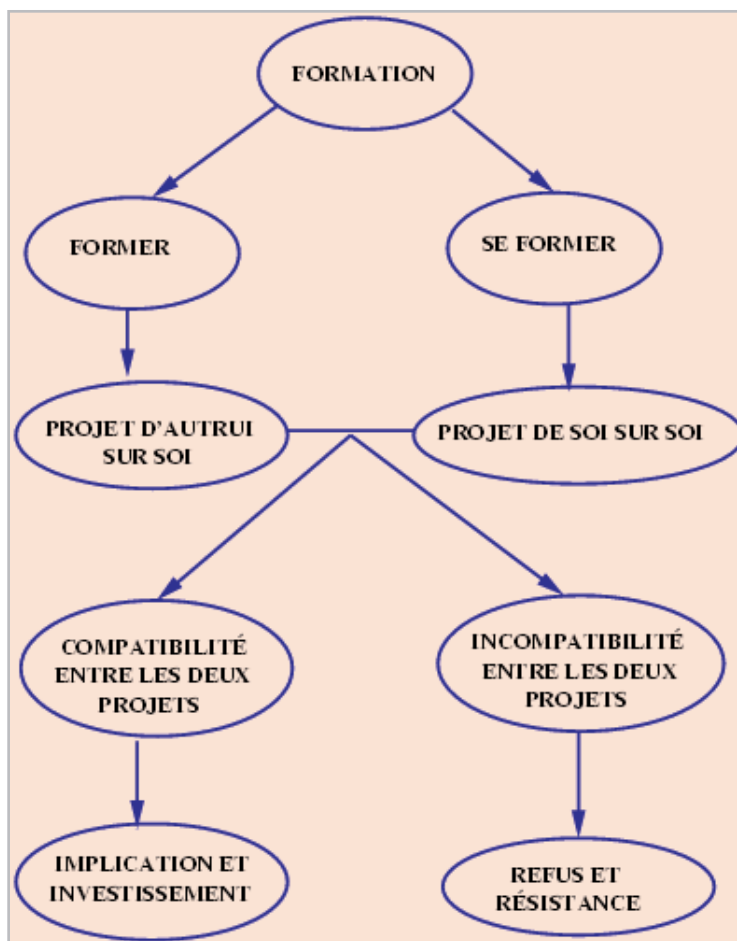 FORMATION
FORMER
SE FORMER
PROJET D'AUTRUI
SUR SOI
PROJET DE SOI SUR SOI
COMPATIBILITÉ
ENTRE LES DEUX
PROJETS
INCOMPATIBILITÉ
ENTRE LES DEUX
PROJETS
IMPLICATION ET
INVESTISSEMENT
REFUS ET
RÉSISTANCE